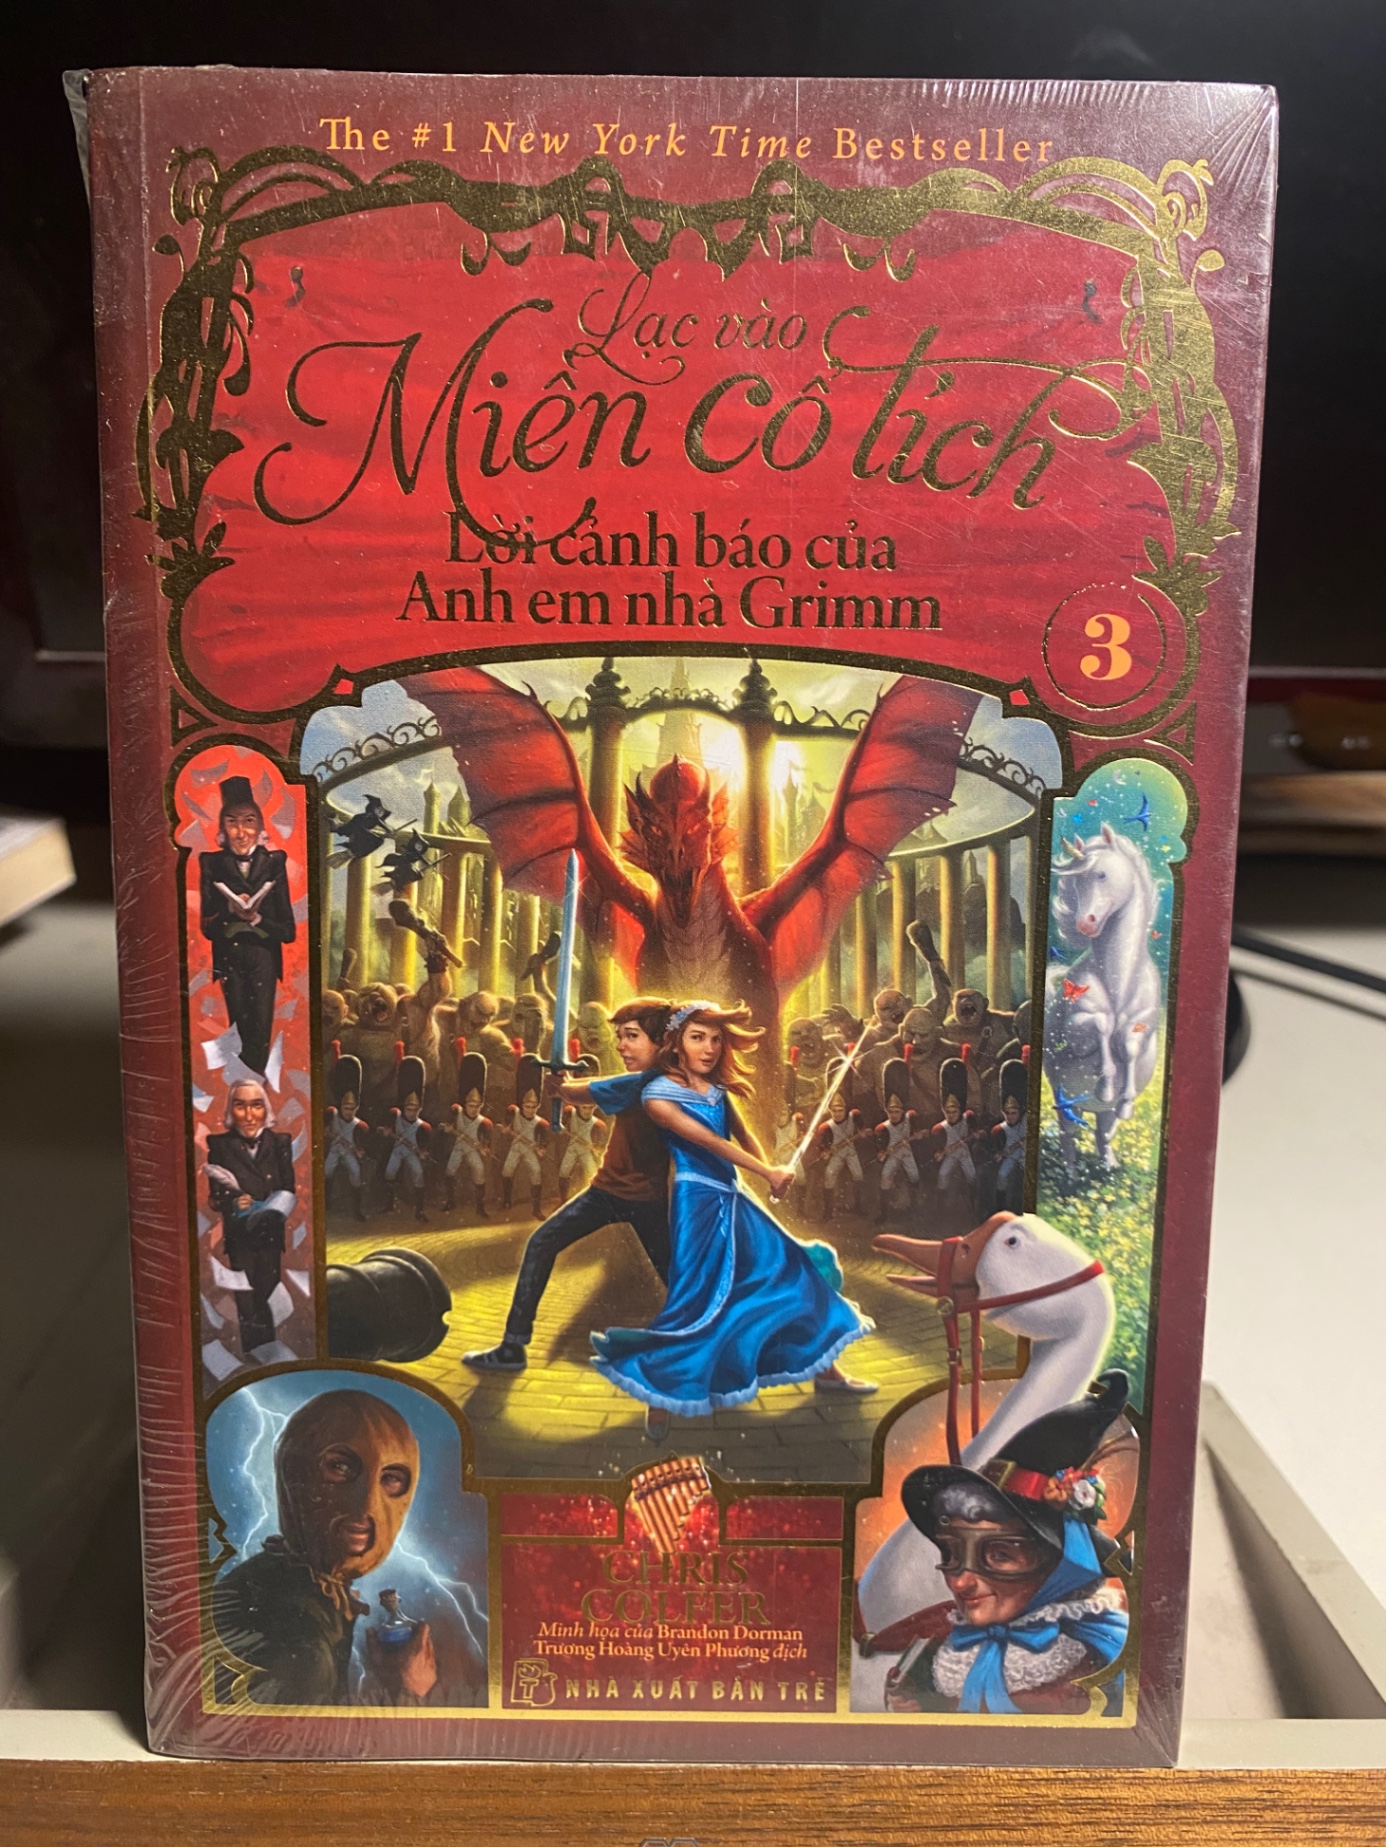 The #1 New York Time Bestseller
Lạc vào
Miền cổ tích
Lời cảnh báo của
Anh em nhà Grimm
3
CHRIS
COLFER
Minh họa của Brandon Dorman
Trương Hoàng Uyên Phương dịch
NHÀ XUẤT BẢN TRẺ